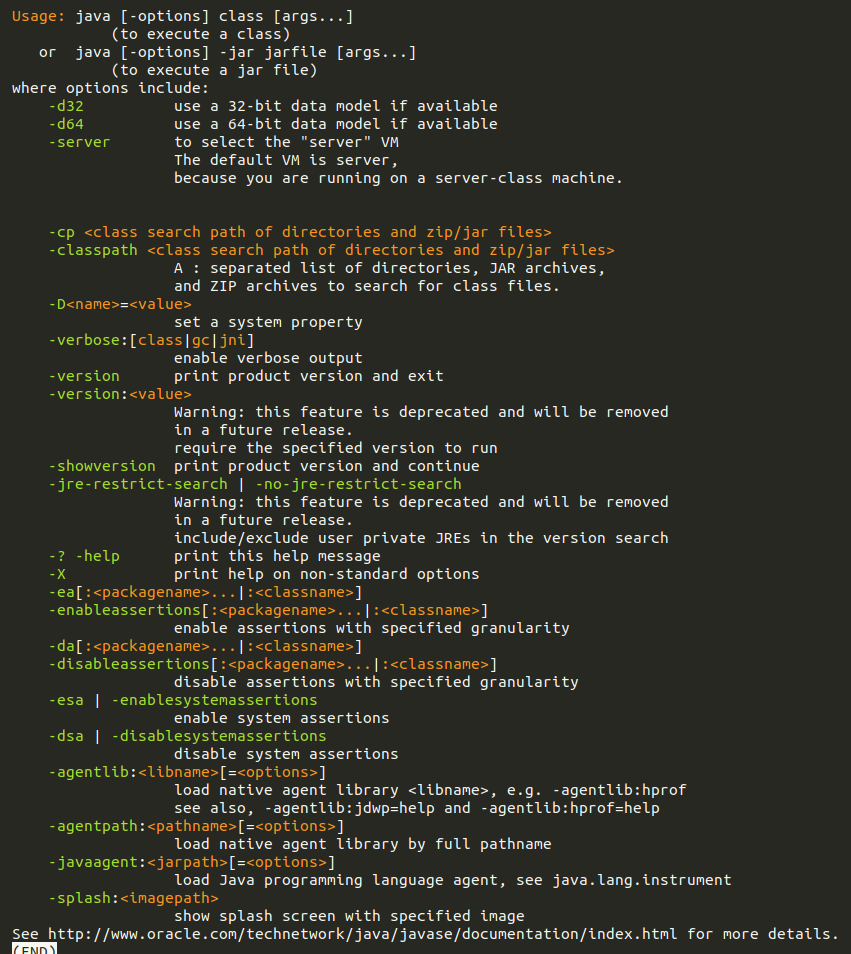 Usage: java [-options] class [args...]
           (to execute a class)
   or  java [-options] -jar jarfile [args...]
           (to execute a jar file)
where options include:
    -d32          use a 32-bit data model if available
    -d64          use a 64-bit data model if available
    -server       to select the "server" VM
                  The default VM is server,
                  because you are running on a server-class machine.
    -cp <class search path of directories and zip/jar files>
    -classpath <class search path of directories and zip/jar files>
                  A : separated list of directories, JAR archives,
                  and ZIP archives to search for class files.
    -D<name>=<value>
                  set a system property
    -verbose:[class|gc|jni]
                  enable verbose output
    -version      print product version and exit
    -version:<value>
                  Warning: this feature is deprecated and will be removed
                  in a future release.
                  require the specified version to run
    -showversion  print product version and continue
    -jre-restrict-search | -no-jre-restrict-search
                  Warning: this feature is deprecated and will be removed
                  in a future release.
                  include/exclude user private JREs in the version search
    -? -help      print this help message
    -X            print help on non-standard options
    -ea[:<packagename>...|:<classname>]
    -enableassertions[:<packagename>...|:<classname>]
                  enable assertions with specified granularity
    -da[:<packagename>...|:<classname>]
    -disableassertions[:<packagename>...|:<classname>]
                  disable assertions with specified granularity
    -esa | -enablesystemassertions
                  enable system assertions
    -dsa | -disablesystemassertions
                  disable system assertions
    -agentlib:<libname>[=<options>]
                  load native agent library <libname>, e.g. -agentlib:hprof
                  see also, -agentlib:jdwp=help and -agentlib:hprof=help
    -agentpath:<pathname>[=<options>]
                  load native agent library by full pathname
    -javaagent:<jarpath>[=<options>]
                  load Java programming language agent, see java.lang.instrument
    -splash:<imagepath>
                  show splash screen with specified image
See http://www.oracle.com/technetwork/java/javase/documentation/index.html for more details.
(END)